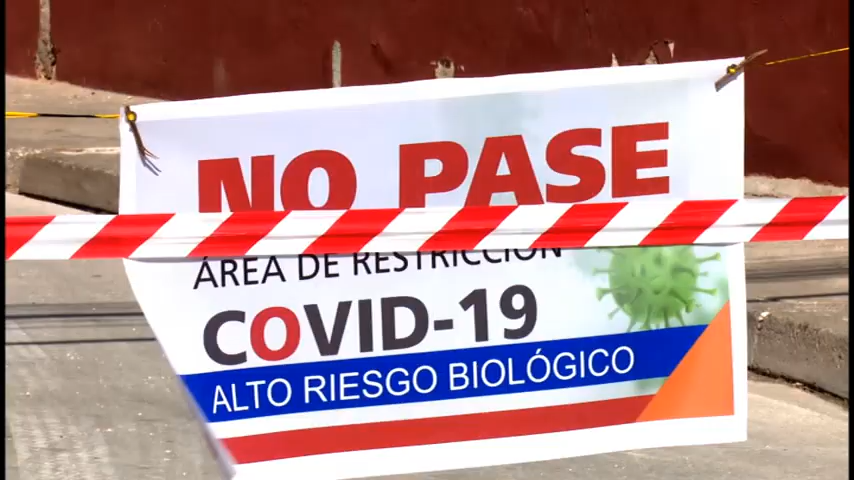 NO PASE
ÁREA DE RESTRICCIÓN
COVID-19
ALTO RIESGO BIOLÓGICO